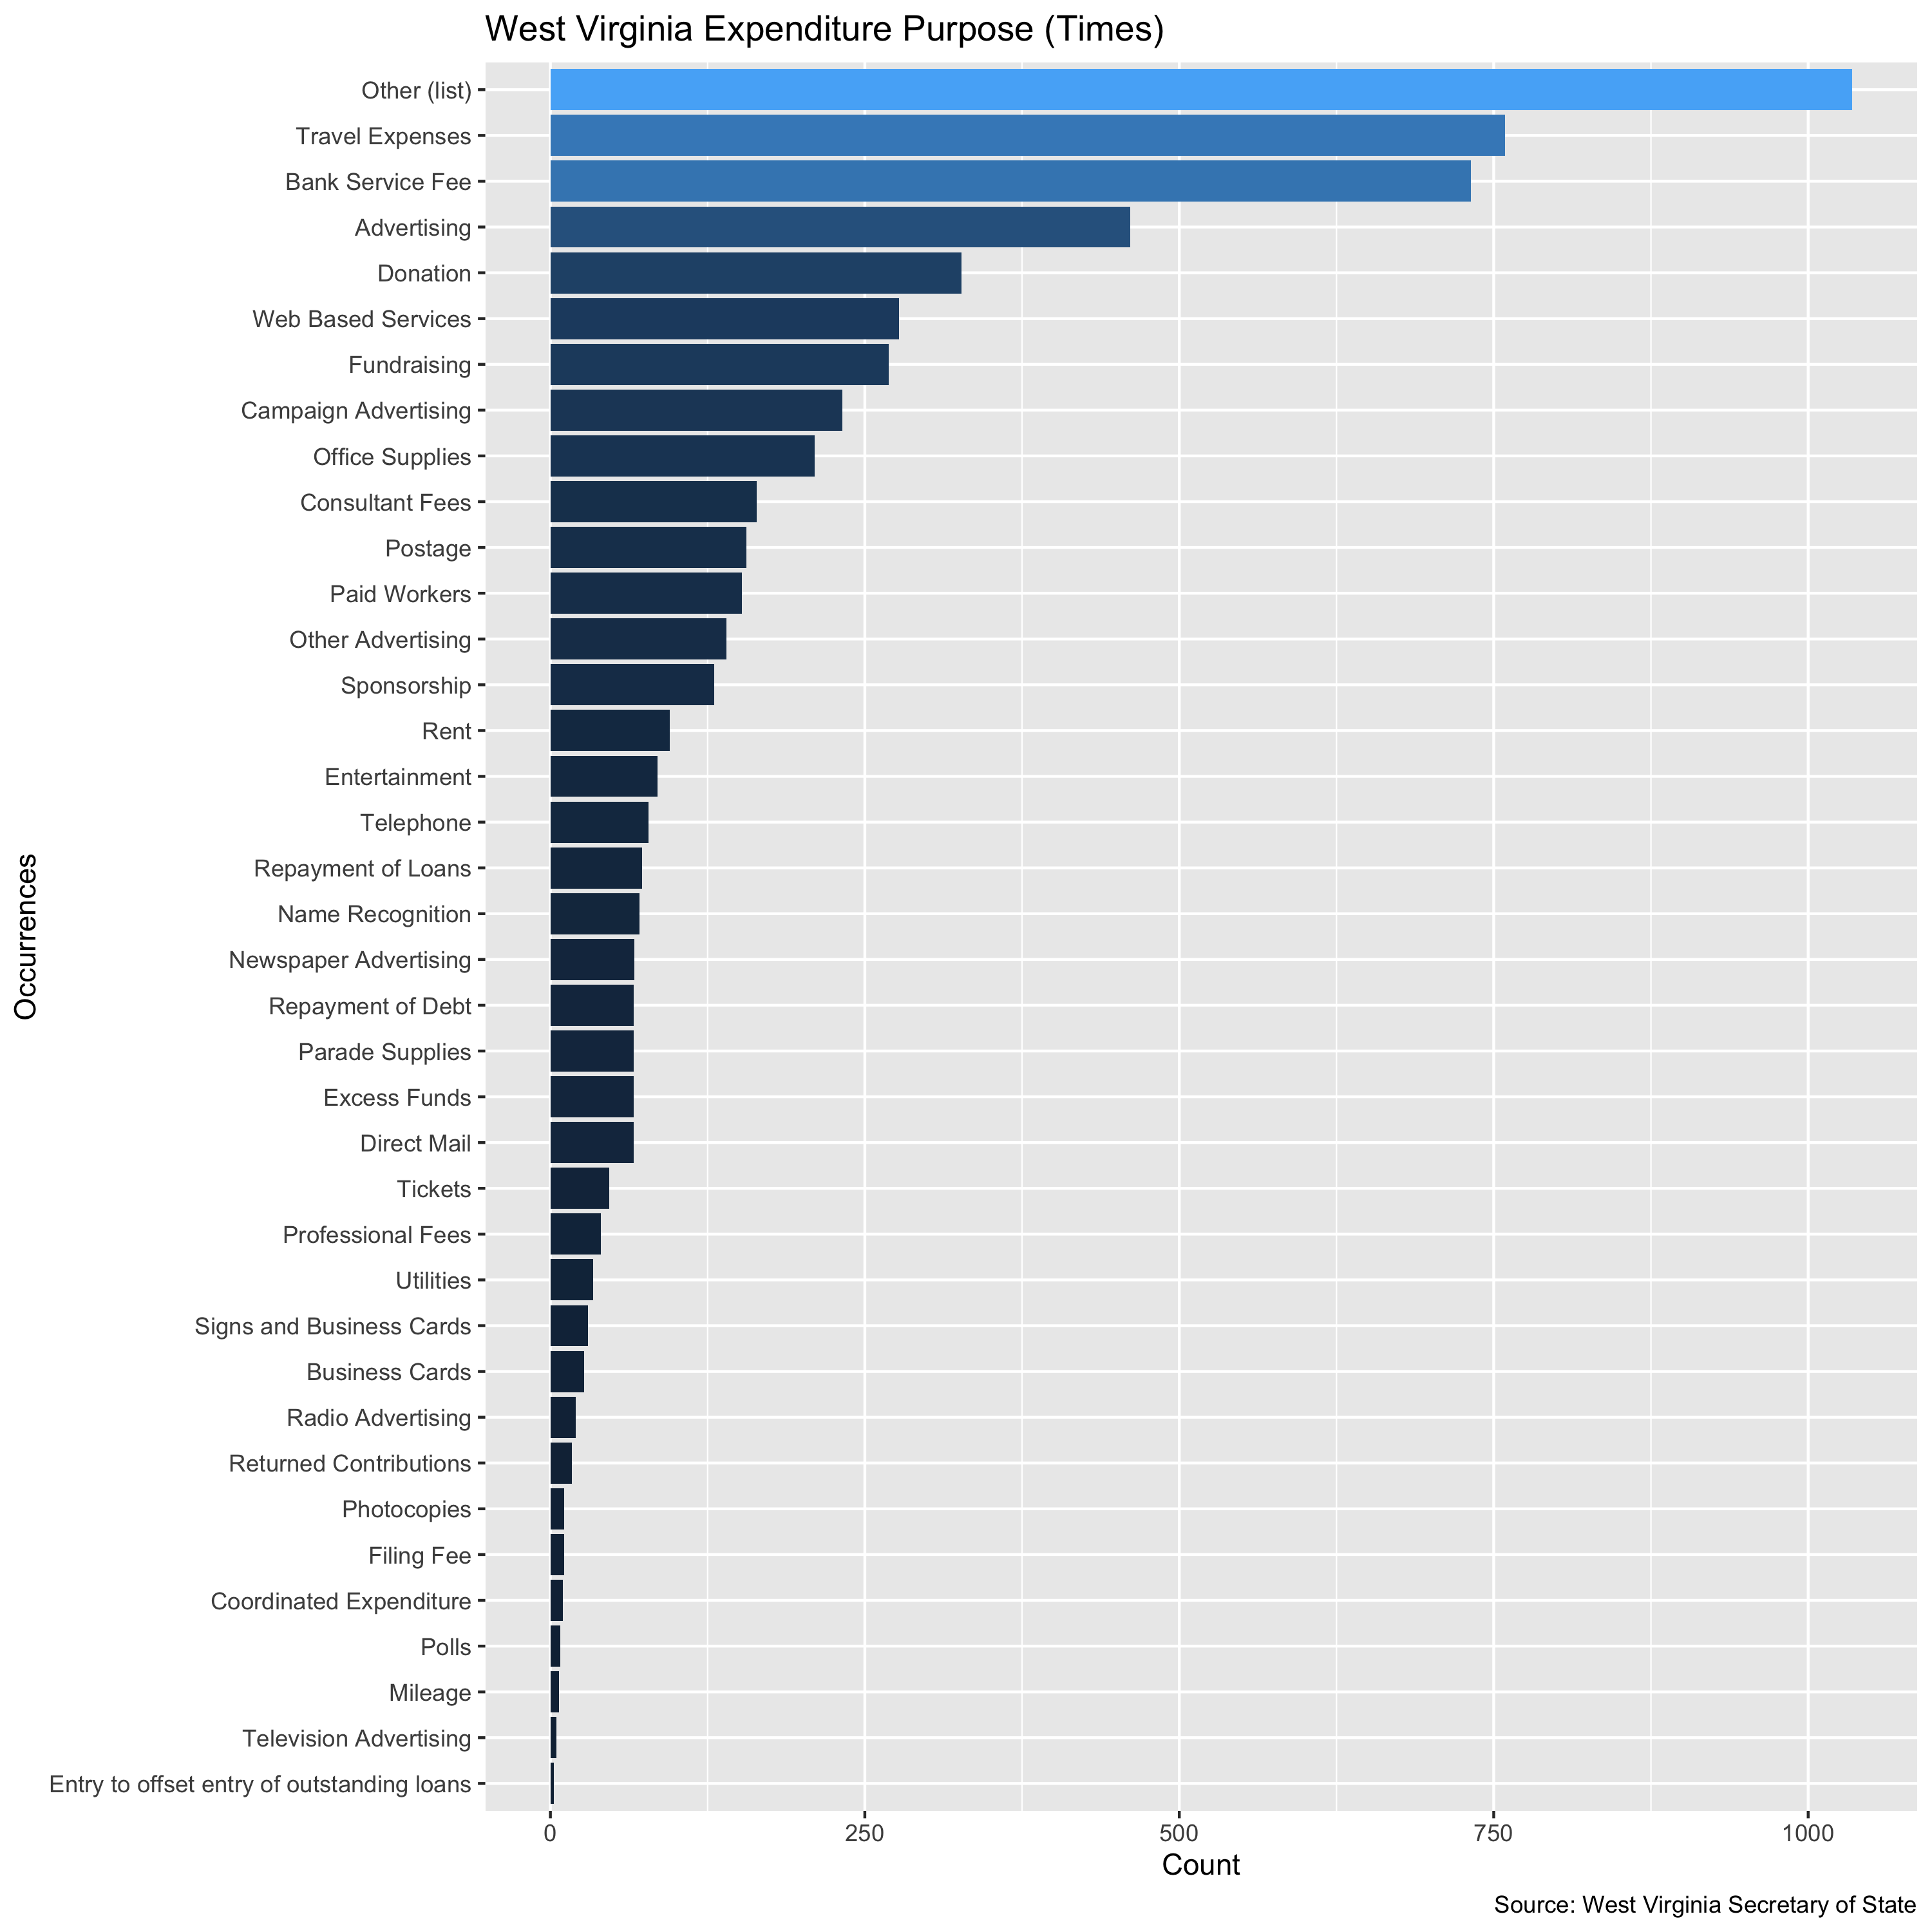 West Virginia Expenditure Purpose (Times)
Other (list)
Travel Expenses
Bank Service Fee
Advertising
Donation
Web Based Services
Fundraising
Campaign Advertising
Office Supplies
Consultant Fees
Postage
Paid Workers
Other Advertising
Sponsorship
Rent
Entertainment
Telephone
Repayment of Loans
Name Recognition
Newspaper Advertising
Repayment of Debt
Parade Supplies
Excess Funds
Direct Mail
Tickets
Professional Fees
Utilities
Signs and Business Cards
Business Cards
Radio Advertising
Returned Contributions
Photocopies
Filing Fee
Coordinated Expenditure
Polls
Mileage
Television Advertising
Entry to offset entry of outstanding loans
Occurrences
0 250 500 750 1000
Count
Source: West Virginia Secretary of State